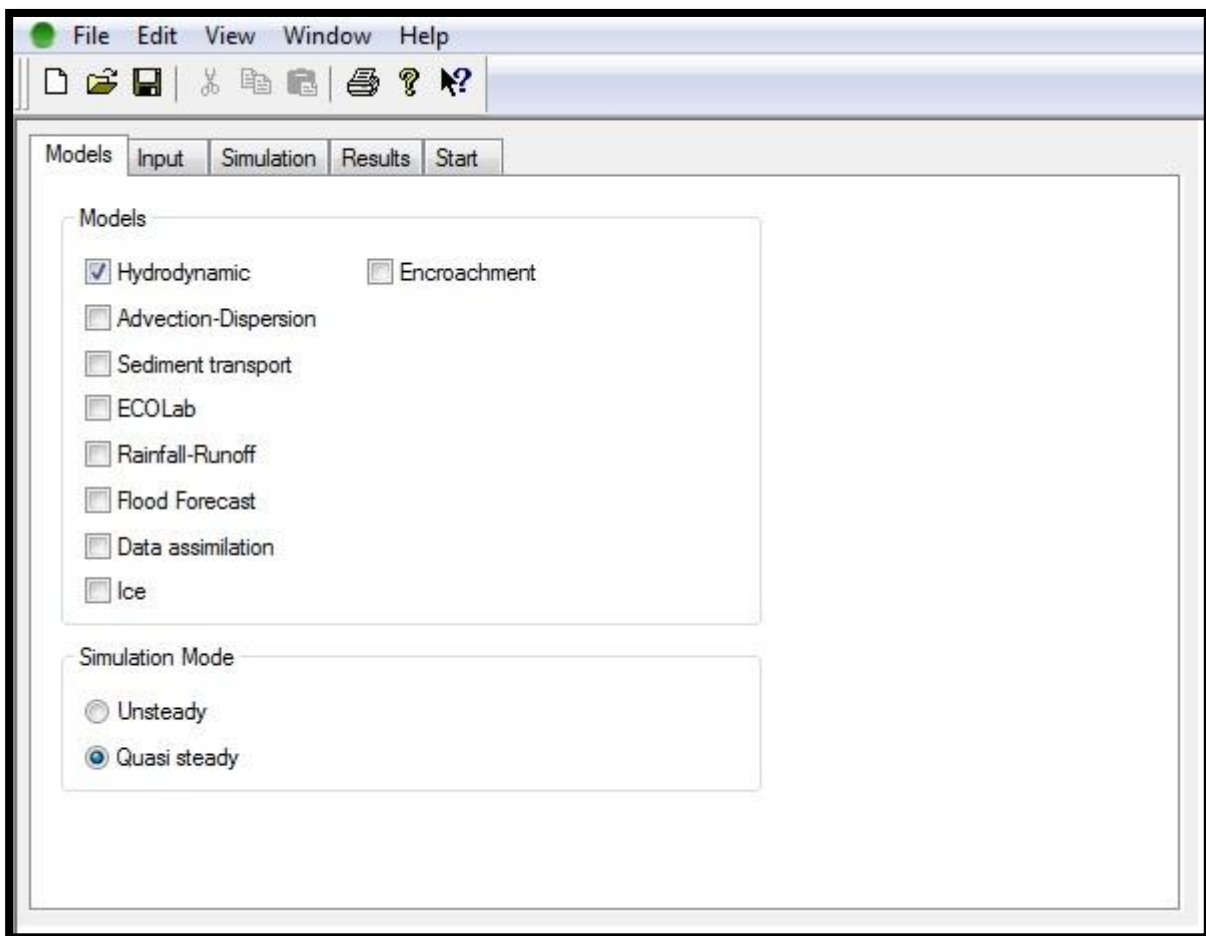 File Edit View Window Help
Models Input Simulation Results Start
Models
Hydrodynamic Encroachment
Advection-Dispersion
Sediment transport
ECOLab
Rainfall-Runoff
Flood Forecast
Data assimilation
Ice
Simulation Mode
Unsteady
Quasi steady